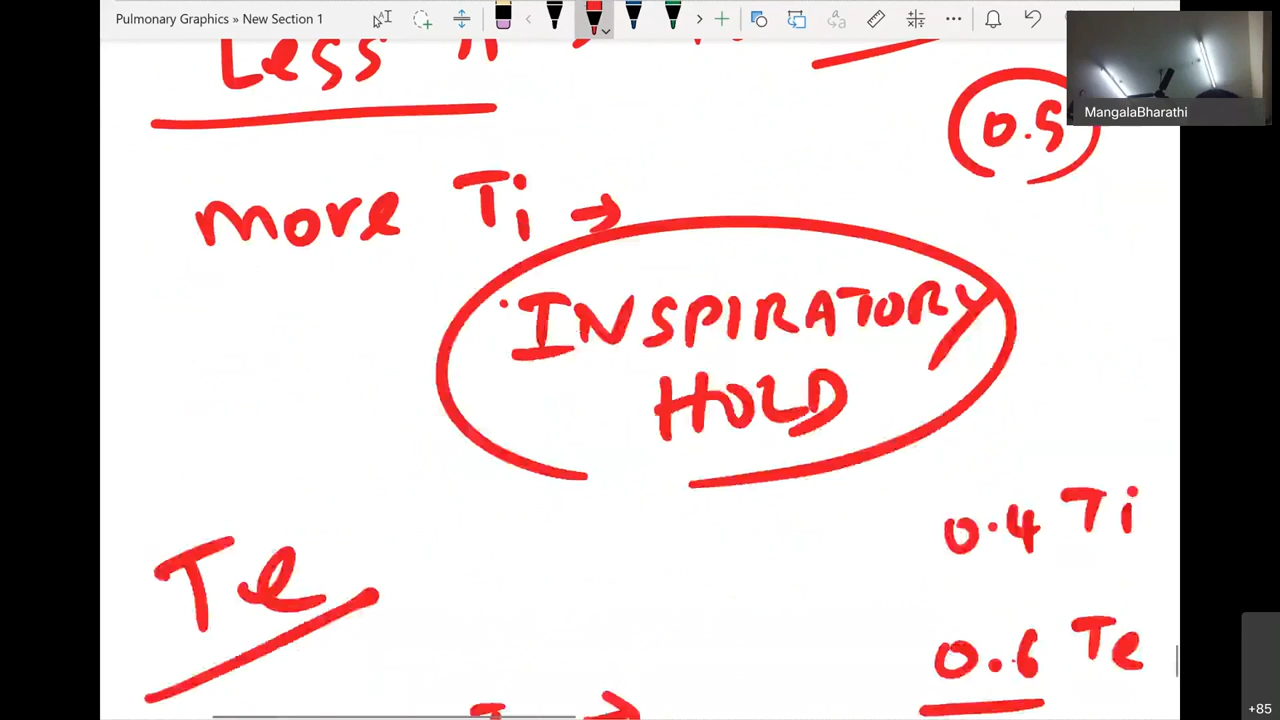 Pulmonary Graphics » New Section 1
MangalaBharathi
Less
0.5
more Ti →
INSPIRATORY
HOLD
0.4 Ti
Te
0.6 Te
+85